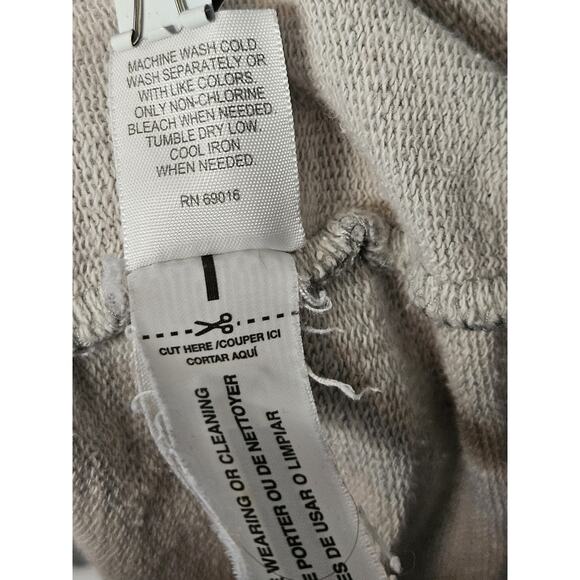 MACHINE WASH COLD
WASH SEPARATELY OR
WITH LIKE COLORS.
ONLY NON-CHLORINE
BLEACH WHEN NEEDED
TUMBLE DRY LOW,
COOL IRON
WHEN NEEDED
RN 69016
CUT HERE /COUPER ICI
CORTAR AQUÍ
WEARING OR CLEANING
PORTER OU DE NETTOYER
DE USAR O LIMPIAR